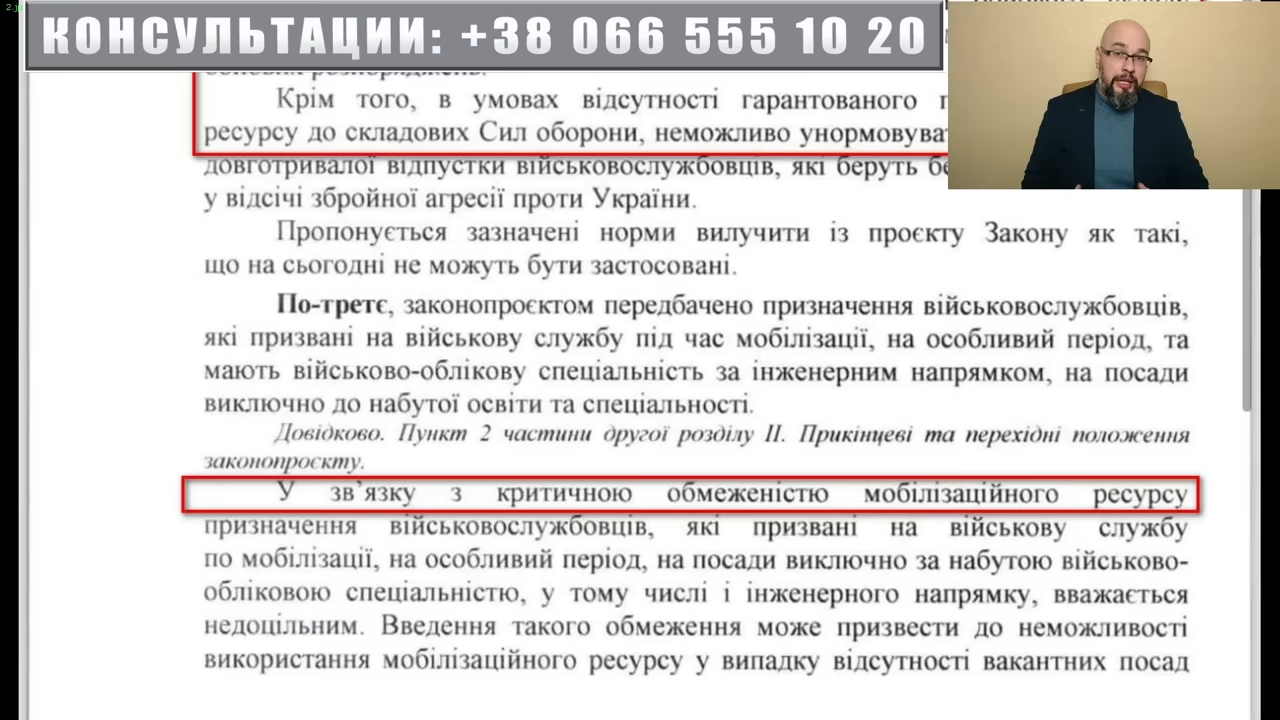 КОНСУЛЬТАЦИИ: +38 066 555 10 20
Крім того, в умовах відсутності гарантованого
ресурсу до складових Сил оборони, неможливо
довготривалої відпустки військовослужбовців, які беруть
у відсічі збройної агресії проти України.
Пропонується зазначені норми вилучити із проєкту Закону як такі,
що на сьогодні не можуть бути застосовані.
По-третє, законопроєктом передбачено призначення військовослужбовців,
які призвані на військову службу під час мобілізації, на особливий період, та
мають військово-облікову спеціальність за інженерним напрямком, на посади
виключно до набутої освіти та спеціальності.
Довідково. Пункт 2 частини другої розділу ІІ. Прикінцеві та перехідні положення
законопроєкту.
У зв’язку з критичною обмеженістю мобілізаційного ресурсу
призначення військовослужбовців, які призвані на військову службу
по мобілізації, на особливий період, на посади виключно за набутою військово-
обліковою спеціальністю, у тому числі і інженерного напрямку, вважається
недоцільним. Введення такого обмеження може призвести до неможливості
використання мобілізаційного ресурсу у випадку відсутності вакантних посад